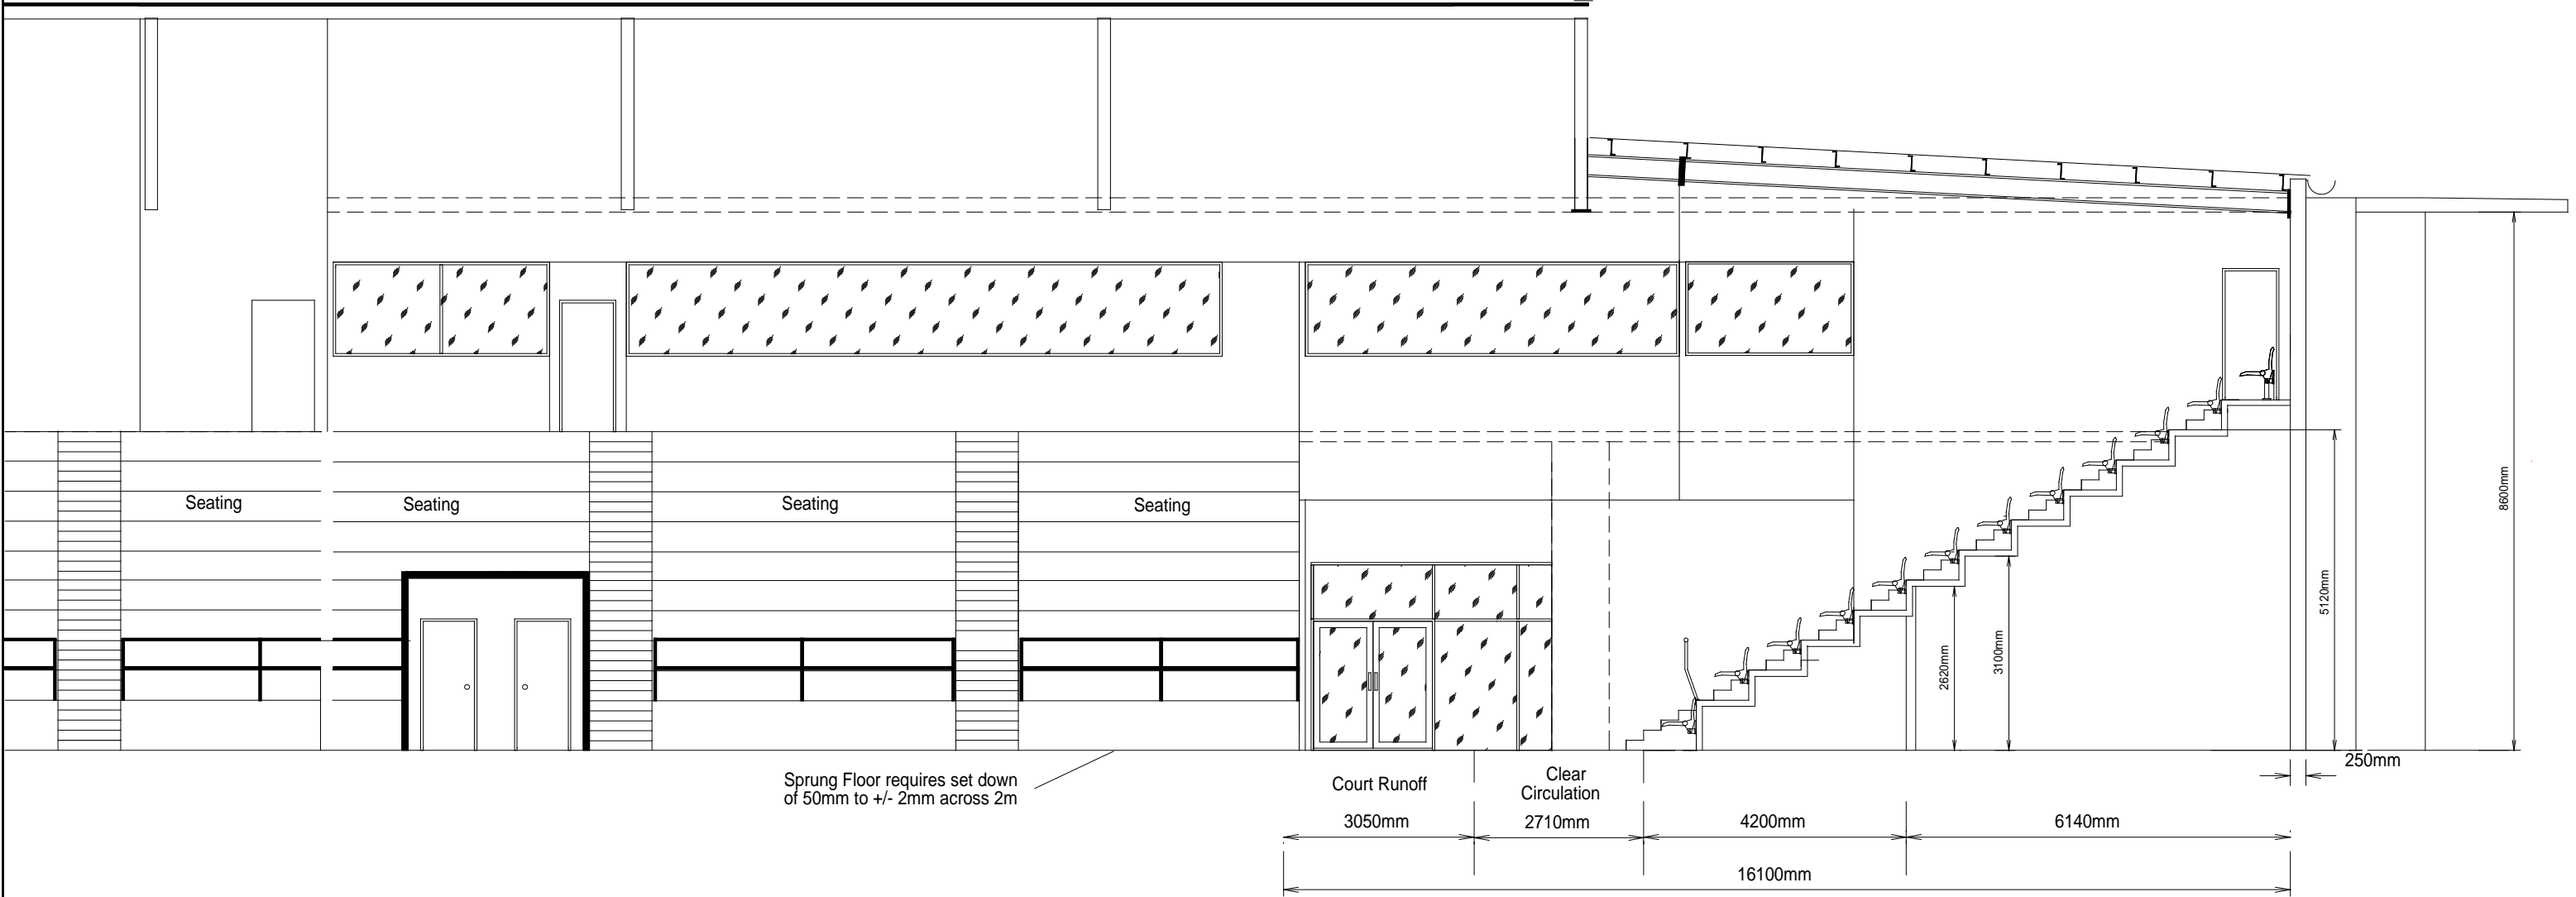 Seating
Seating
Seating
Seating
8600mm
5120mm
3100mm
2620mm
Sprung Floor requires set down
of 50mm to +/- 2mm across 2m
Court Runoff
Clear
Circulation
250mm
3050mm
2710mm
4200mm
6140mm
16100mm